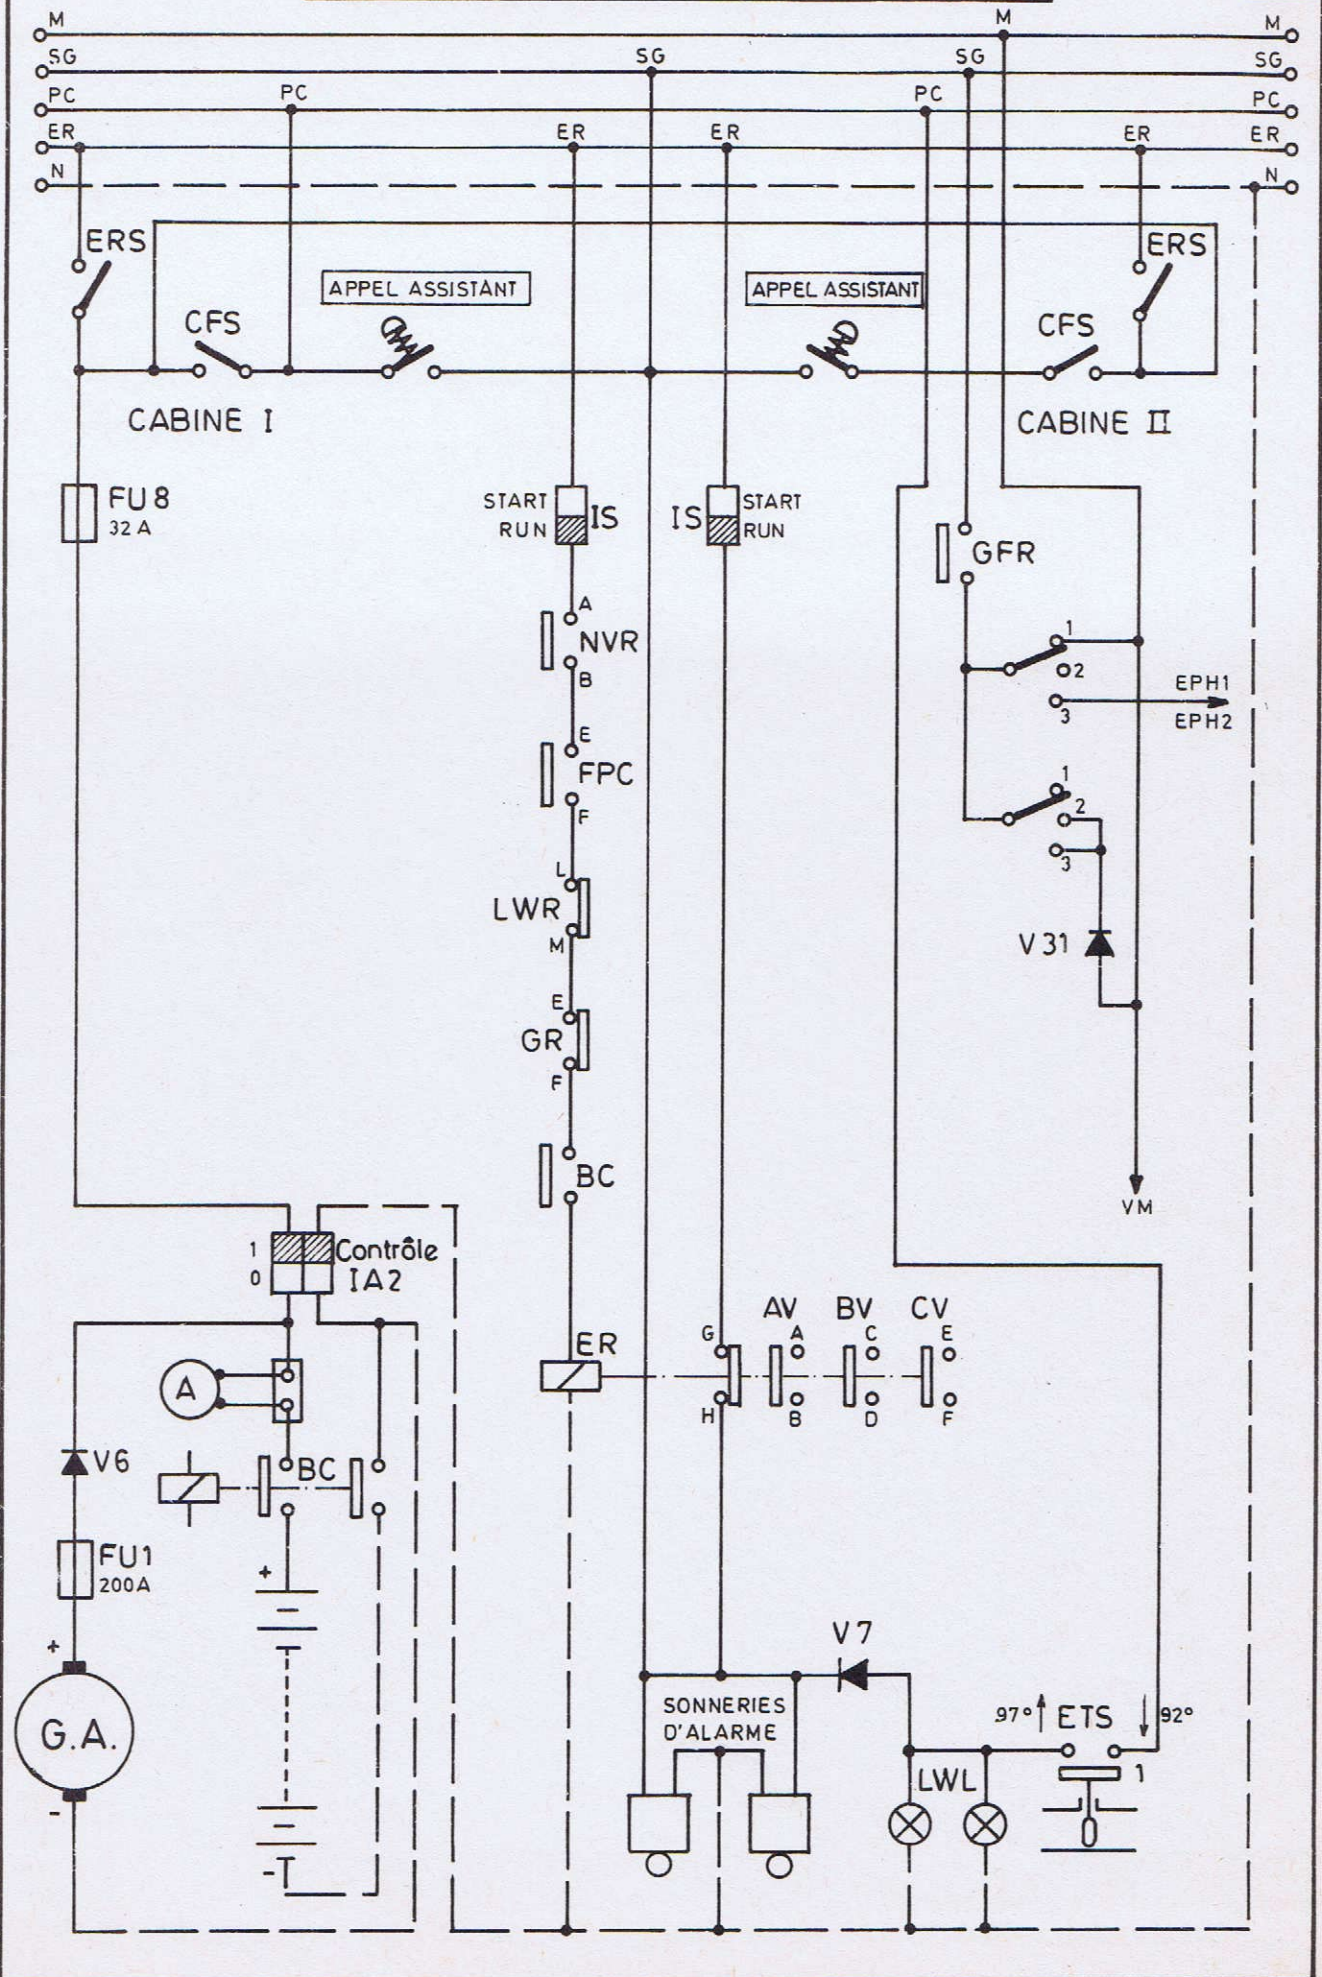 M M M
SG SG SG SG
PC PC PC PC
ER ER ER ER ER
N N
ERS ERS
APPEL ASSISTANT APPEL ASSISTANT
CFS CFS
CABINE I CABINE II
FU8
32 A
START
RUN
IS
IS
START
RUN
GFR
A
NVR
B
E
FPC
F
L
LWR
M
E
GR
F
BC
1
2
3
EPH1
EPH2
1
2
3
V 31
VM
1
0
Contrôle
IA2
ER
G
H
AV
A
B
BV
C
D
CV
E
F
A
V6
BC
FU1
200A
+
+
G.A.
-
-
V7
SONNERIES
D'ALARME
97° ETS 92°
LWL
1